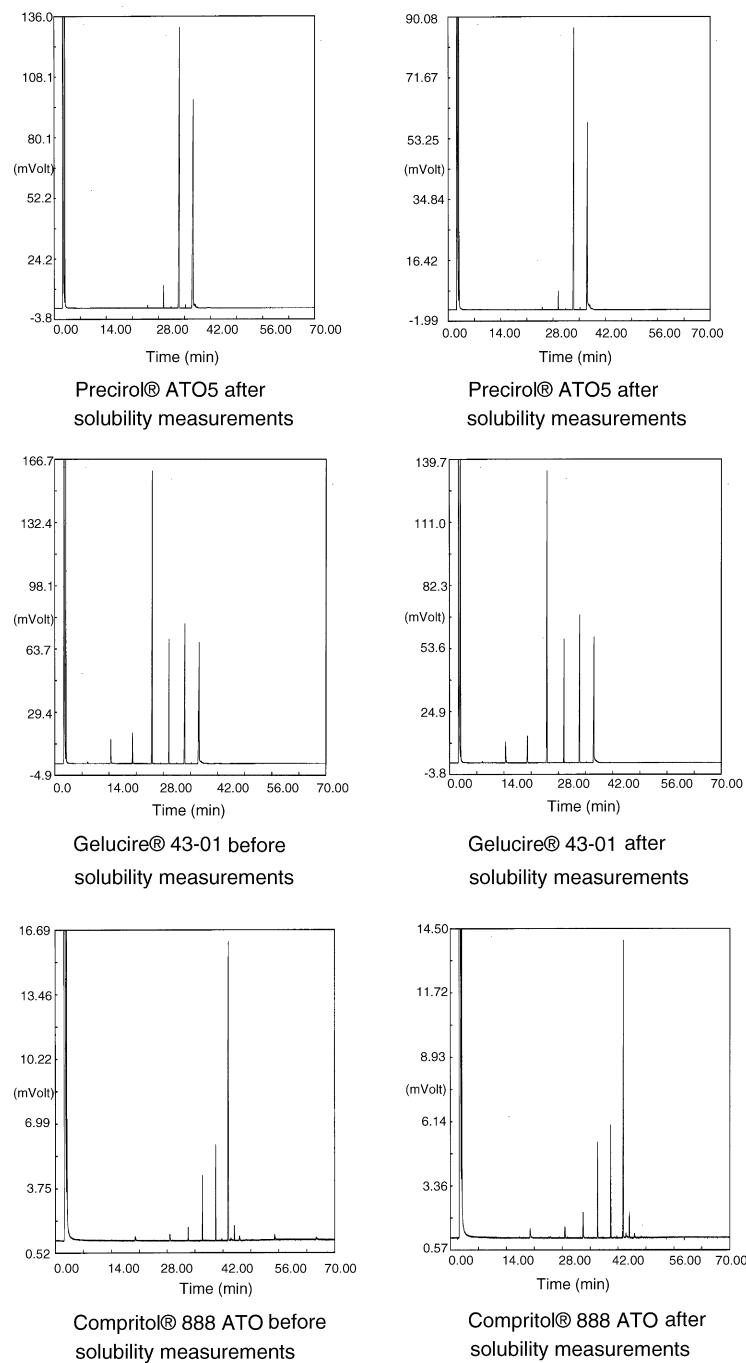 136.0
108.1
80.1
(mVolt)
52.2
24.2
-3.8
0.00 14.00 28.00 42.00 56.00 70.00
Time (min)
Precirol® ATO5 after
solubility measurements
90.08
71.67
53.25
(mVolt)
34.84
16.42
-1.99
0.00 14.00 28.00 42.00 56.00 70.00
Time (min)
Precirol® ATO5 after
solubility measurements
166.7
132.4
98.1
(mVolt)
63.7
29.4
-4.9
0.0 14.00 28.00 42.00 56.00 70.00
Time (min)
Gelucire® 43-01 before
solubility measurements
139.7
111.0
82.3
(mVolt)
53.6
24.9
-3.8
0.00 14.00 28.00 42.00 56.00 70.00
Time (min)
Gelucire® 43-01 after
solubility measurements
16.69
13.46
10.22
(mVolt)
6.99
3.75
0.52
0.00 14.00 28.00 42.00 56.00 70.00
Time (min)
Compritol® 888 ATO before
solubility measurements
14.50
11.72
8.93
(mVolt)
6.14
3.36
0.57
0.00 14.00 28.00 42.00 56.00 70.00
Time (min)
Compritol® 888 ATO after
solubility measurements